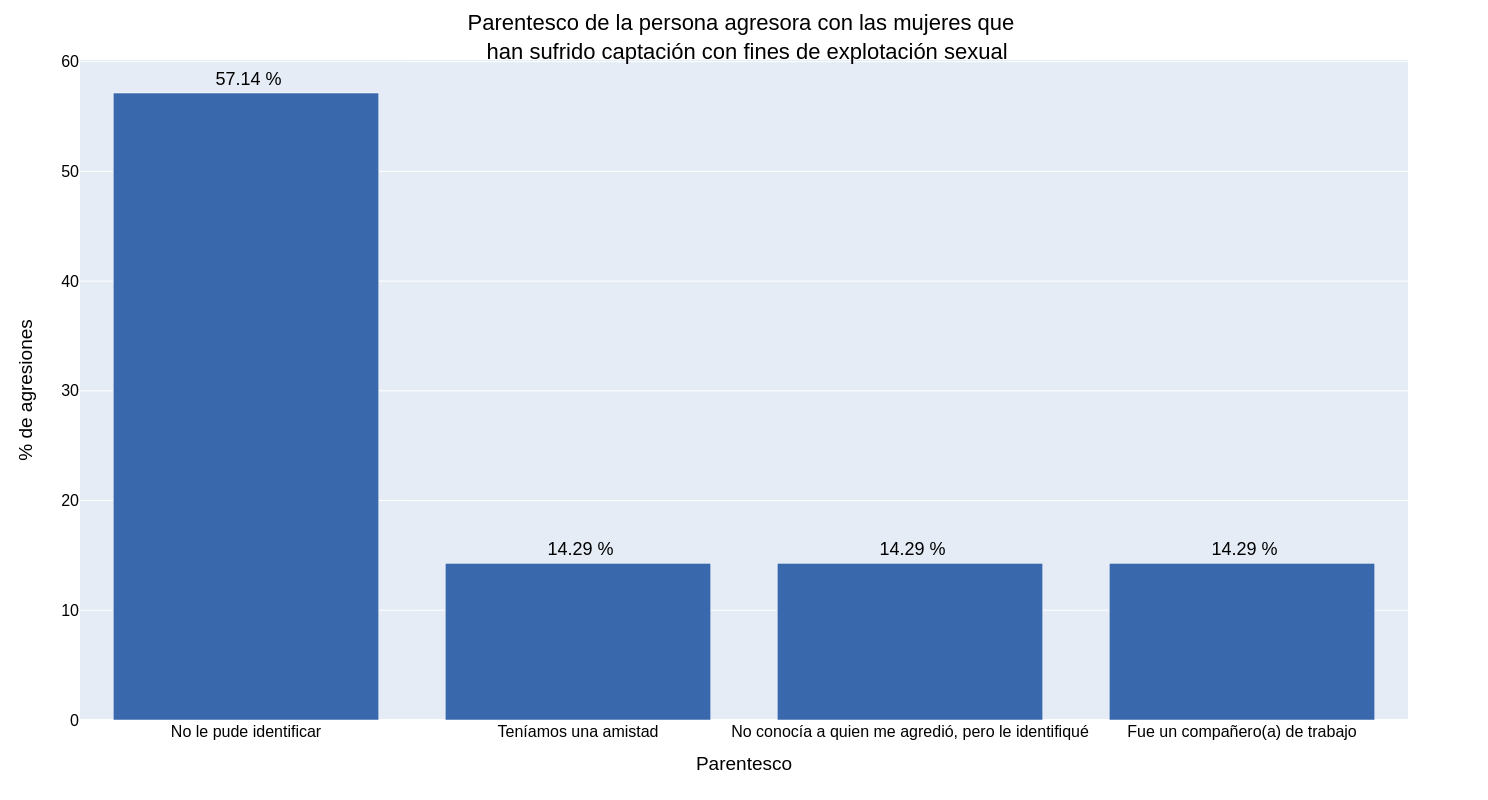 Parentesco de la persona agresora con las mujeres que
han sufrido captación con fines de explotación sexual
60
50
40
30
20
10
0
% de agresiones
57.14 %
14.29 %
14.29 %
14.29 %
No le pude identificar
Teníamos una amistad
No conocía a quien me agredió, pero le identifiqué
Fue un compañero(a) de trabajo
Parentesco